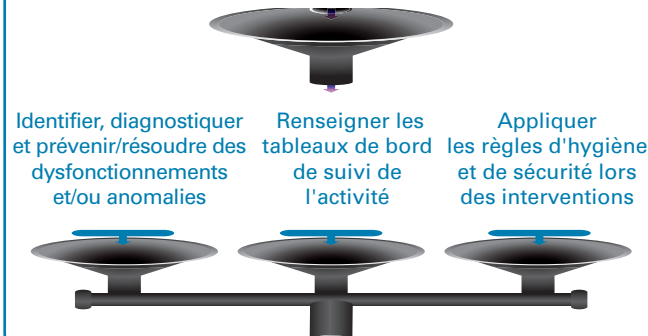 Identifier, diagnostiquer
et prévenir/résoudre des
dysfonctionnements
et/ou anomalies
Renseigner les
tableaux de bord
de suivi de
l'activité
Appliquer
les règles d'hygiène
et de sécurité lors
des interventions